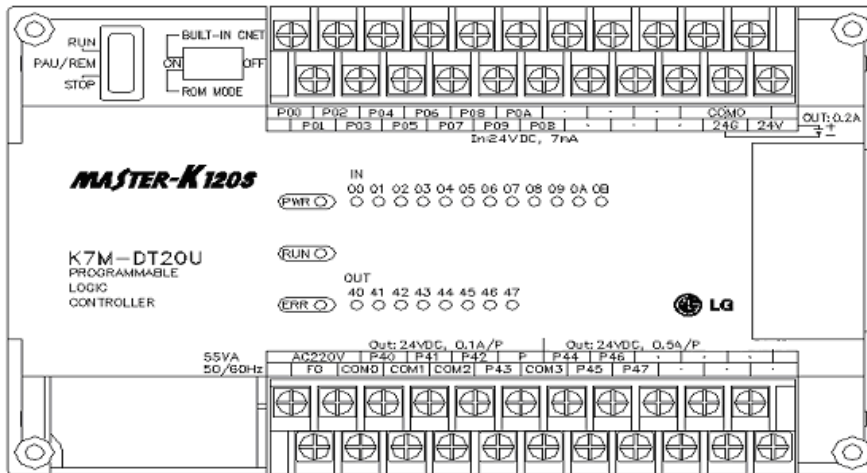 RUN
PAU/REM
STOP
BUILT-IN CNET
ON OFF
ROM MODE
P00 P02 P04 P06 P08 P0A · · · COM0
P01 P03 P05 P07 P09 P0B · · · · 24G 24V
OUT: 0.2A
In:24VDC, 7mA
MASTER-K120S
IN
00 01 02 03 04 05 06 07 08 09 0A 0B
PWR
K7M-DT20U
PROGRAMMABLE
LOGIC
CONTROLLER
RUN
OUT
40 41 42 43 44 45 46 47
ERR
LG
Out: 24VDC, 0.1A/P Out: 24VDC, 0.5A/P
55VA
50/60Hz
AC220V P40 P41 P42 P P44 P46 · · · ·
FG COM0 COM1 COM2 P43 COM3 P45 P47 · · ·